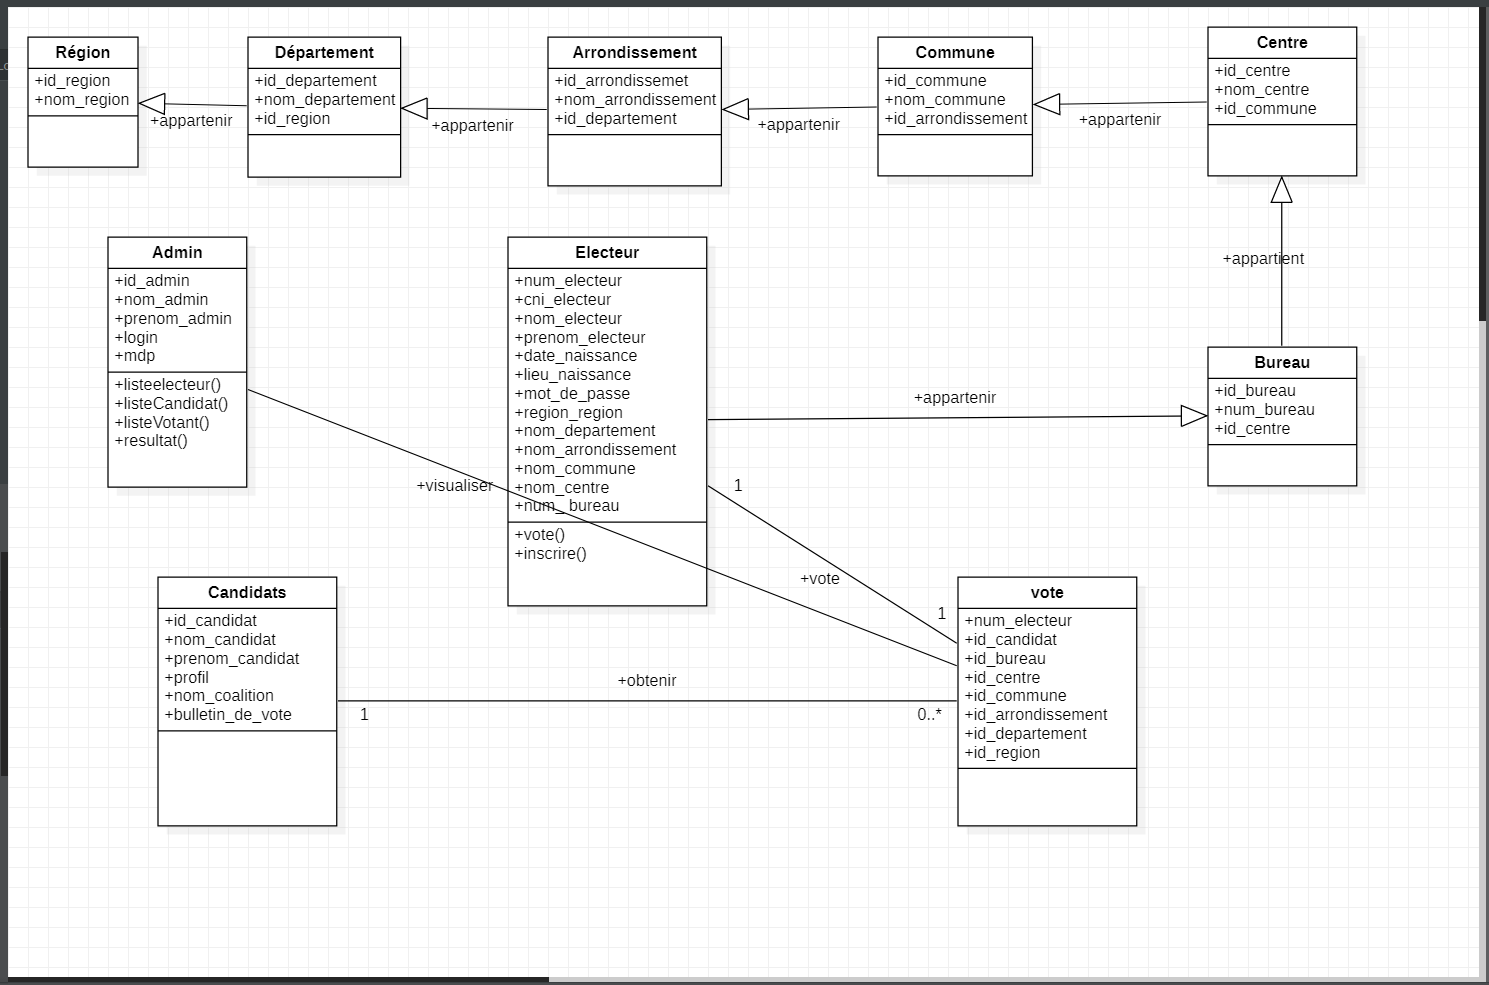 Région
+id_region
+nom_region
+appartenir
Département
+id_departement
+nom_departement
+id_region
+appartenir
Arrondissement
+id_arrondissemet
+nom_arrondissement
+id_departement
+appartenir
Commune
+id_commune
+nom_commune
+id_arrondissement
+appartenir
Centre
+id_centre
+nom_centre
+id_commune
+appartient
Admin
+id_admin
+nom_admin
+prenom_admin
+login
+mdp
+listeelecteur()
+listeCandidat()
+listeVotant()
+resultat()
+visualiser
Electeur
+num_electeur
+cni_electeur
+nom_electeur
+prenom_electeur
+date_naissance
+lieu_naissance
+mot_de_passe
+region_region
+nom_departement
+nom_arrondissement
+nom_commune
+nom_centre
+num_bureau
+vote()
+inscrire()
+appartenir
Bureau
+id_bureau
+num_bureau
+id_centre
1
+vote
1
Candidats
+id_candidat
+nom_candidat
+prenom_candidat
+profil
+nom_coalition
+bulletin_de_vote
+obtenir
1
0..*
vote
+num_electeur
+id_candidat
+id_bureau
+id_centre
+id_commune
+id_arrondissement
+id_departement
+id_region